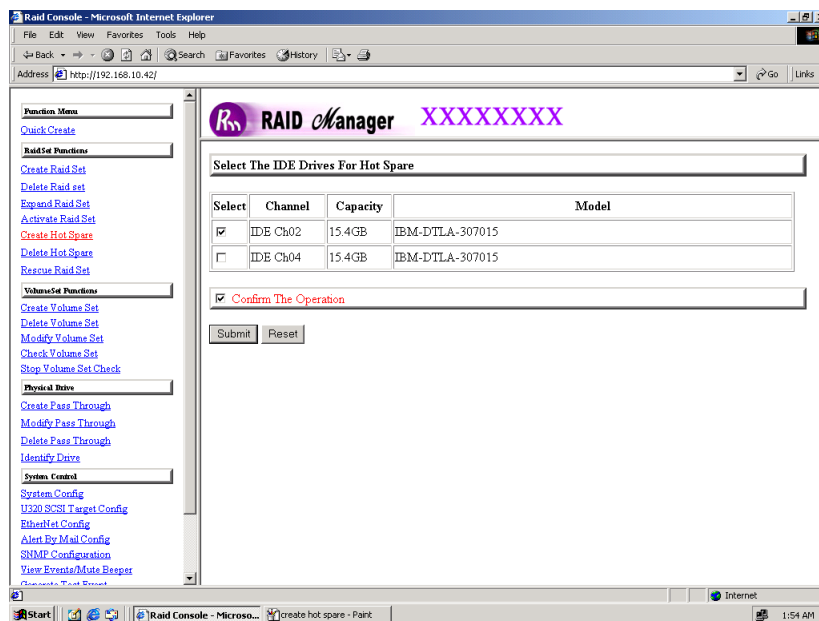 Raid Console - Microsoft Internet Explorer
File Edit View Favorites Tools Help
Back Search Favorites History
Address http://192.168.10.42/ Go Links
Function Menu
Quick Create
RaidSet Functions
Create Raid Set
Delete Raid set
Expand Raid Set
Activate Raid Set
Create Hot Spare
Delete Hot Spare
Rescue Raid Set
VolumeSet Functions
Create Volume Set
Delete Volume Set
Modify Volume Set
Check Volume Set
Stop Volume Set Check
Physical Drive
Create Pass Through
Modify Pass Through
Delete Pass Through
Identify Drive
System Control
System Config
U320 SCSI Target Config
EtherNet Config
Alert By Mail Config
SNMP Configuration
View Events/Mute Beeper
Generate Test Event
Rm RAID Manager XXXXXXXX
Select The IDE Drives For Hot Spare
Select Channel Capacity Model
IDE Ch02 15.4GB IBM-DTLA-307015
IDE Ch04 15.4GB IBM-DTLA-307015
Confirm The Operation
Submit Reset
Internet
Start Raid Console - Microso... create hot spare - Paint 1:54 AM